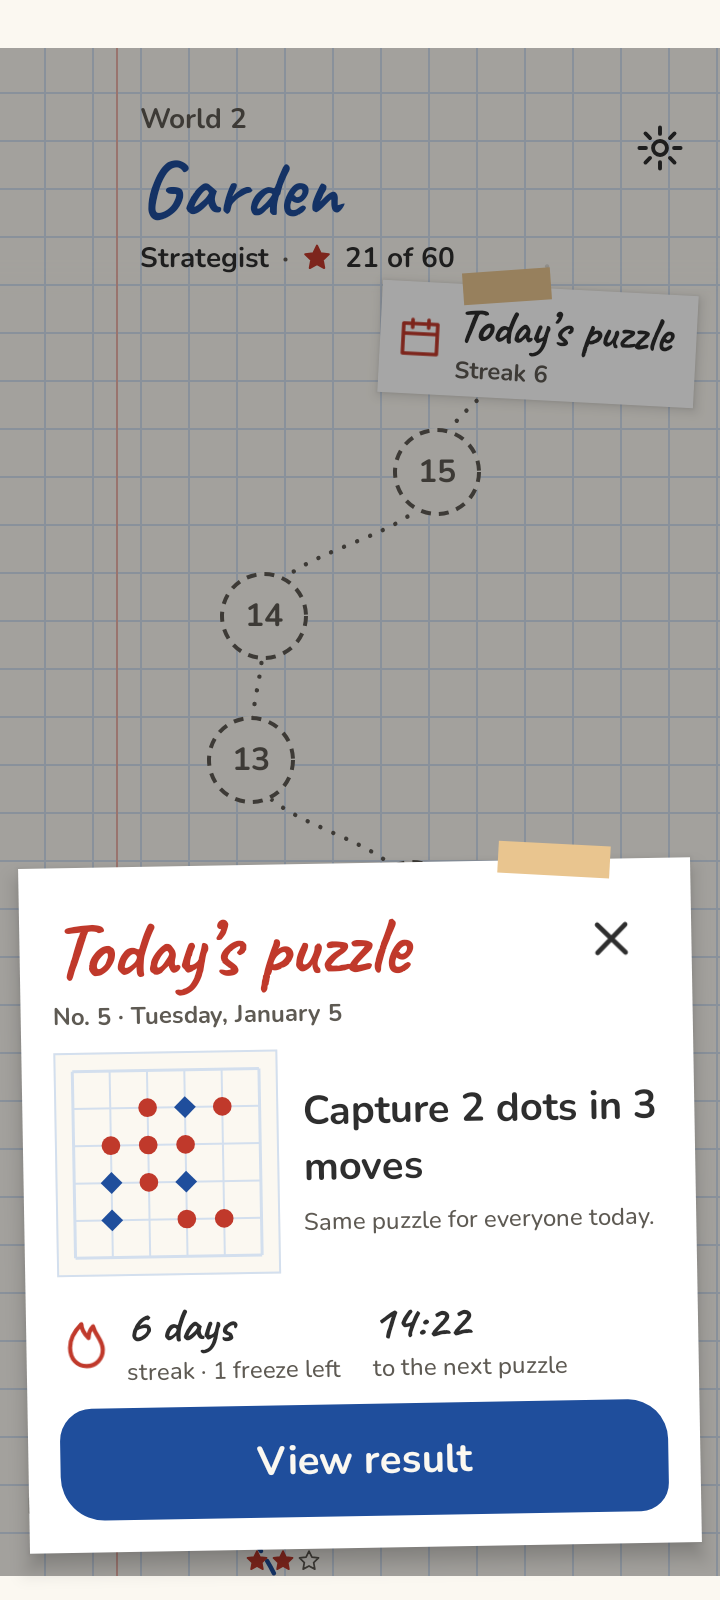 World 2
Garden
Strategist · 21 of 60
Today's puzzle
Streak 6
15
14
13
Today's puzzle
No. 5 · Tuesday, January 5
Capture 2 dots in 3
moves
Same puzzle for everyone today.
6 days
streak · 1 freeze left
14:22
to the next puzzle
View result